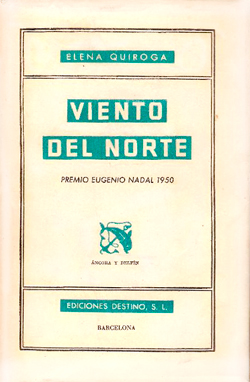 ELENA QUIROGA
VIENTO
DEL NORTE
PREMIO EUGENIO NADAL 1950
ÁNCORA Y DELFÍN
EDICIONES DESTINO, S. L.
BARCELONA